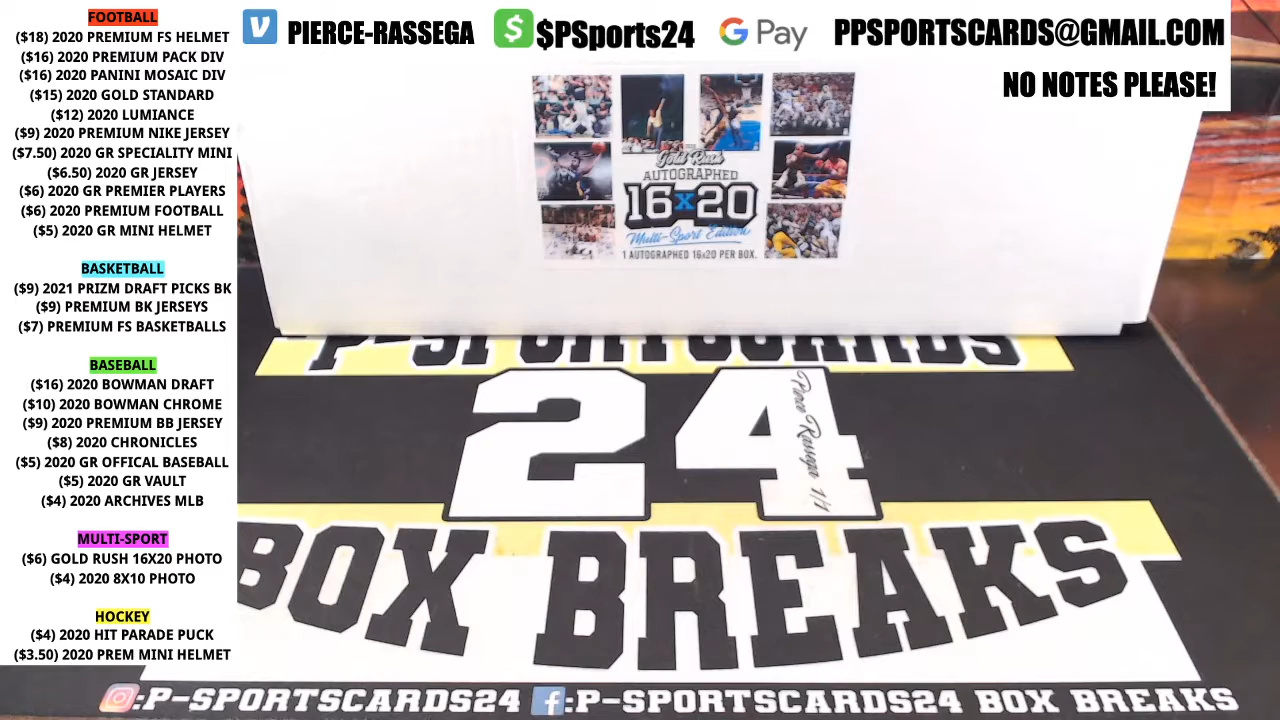 FOOTBALL
($18) 2020 PREMIUM FS HELMET
($16) 2020 PREMIUM PACK DIV
($16) 2020 PANINI MOSAIC DIV
($15) 2020 GOLD STANDARD
($12) 2020 LUMIANCE
($9) 2020 PREMIUM NIKE JERSEY
($7.50) 2020 GR SPECIALITY MINI
($6.50) 2020 GR JERSEY
($6) 2020 GR PREMIER PLAYERS
($6) 2020 PREMIUM FOOTBALL
($5) 2020 GR MINI HELMET
BASKETBALL
($9) 2021 PRIZM DRAFT PICKS BK
($9) PREMIUM BK JERSEYS
($7) PREMIUM FS BASKETBALLS
BASEBALL
($16) 2020 BOWMAN DRAFT
($10) 2020 BOWMAN CHROME
($9) 2020 PREMIUM BB JERSEY
($8) 2020 CHRONICLES
($5) 2020 GR OFFICAL BASEBALL
($5) 2020 GR VAULT
($4) 2020 ARCHIVES MLB
MULTI-SPORT
($6) GOLD RUSH 16X20 PHOTO
($4) 2020 8X10 PHOTO
HOCKEY
($4) 2020 HIT PARADE PUCK
($3.50) 2020 PREM MINI HELMET
PIERCE-RASSEGA
$PSports24
G Pay
PPSPORTSCARDS@GMAIL.COM
NO NOTES PLEASE!
Gold Rush
AUTOGRAPHED
16x20
Multi-Sport Edition
1 AUTOGRAPHED 16x20 PER BOX.
P-SPORTSCARDS
24
Pierce Rassega 1/1
BOX BREAKS
:P-SPORTSCARDS24 :P-SPORTSCARDS24 BOX BREAKS